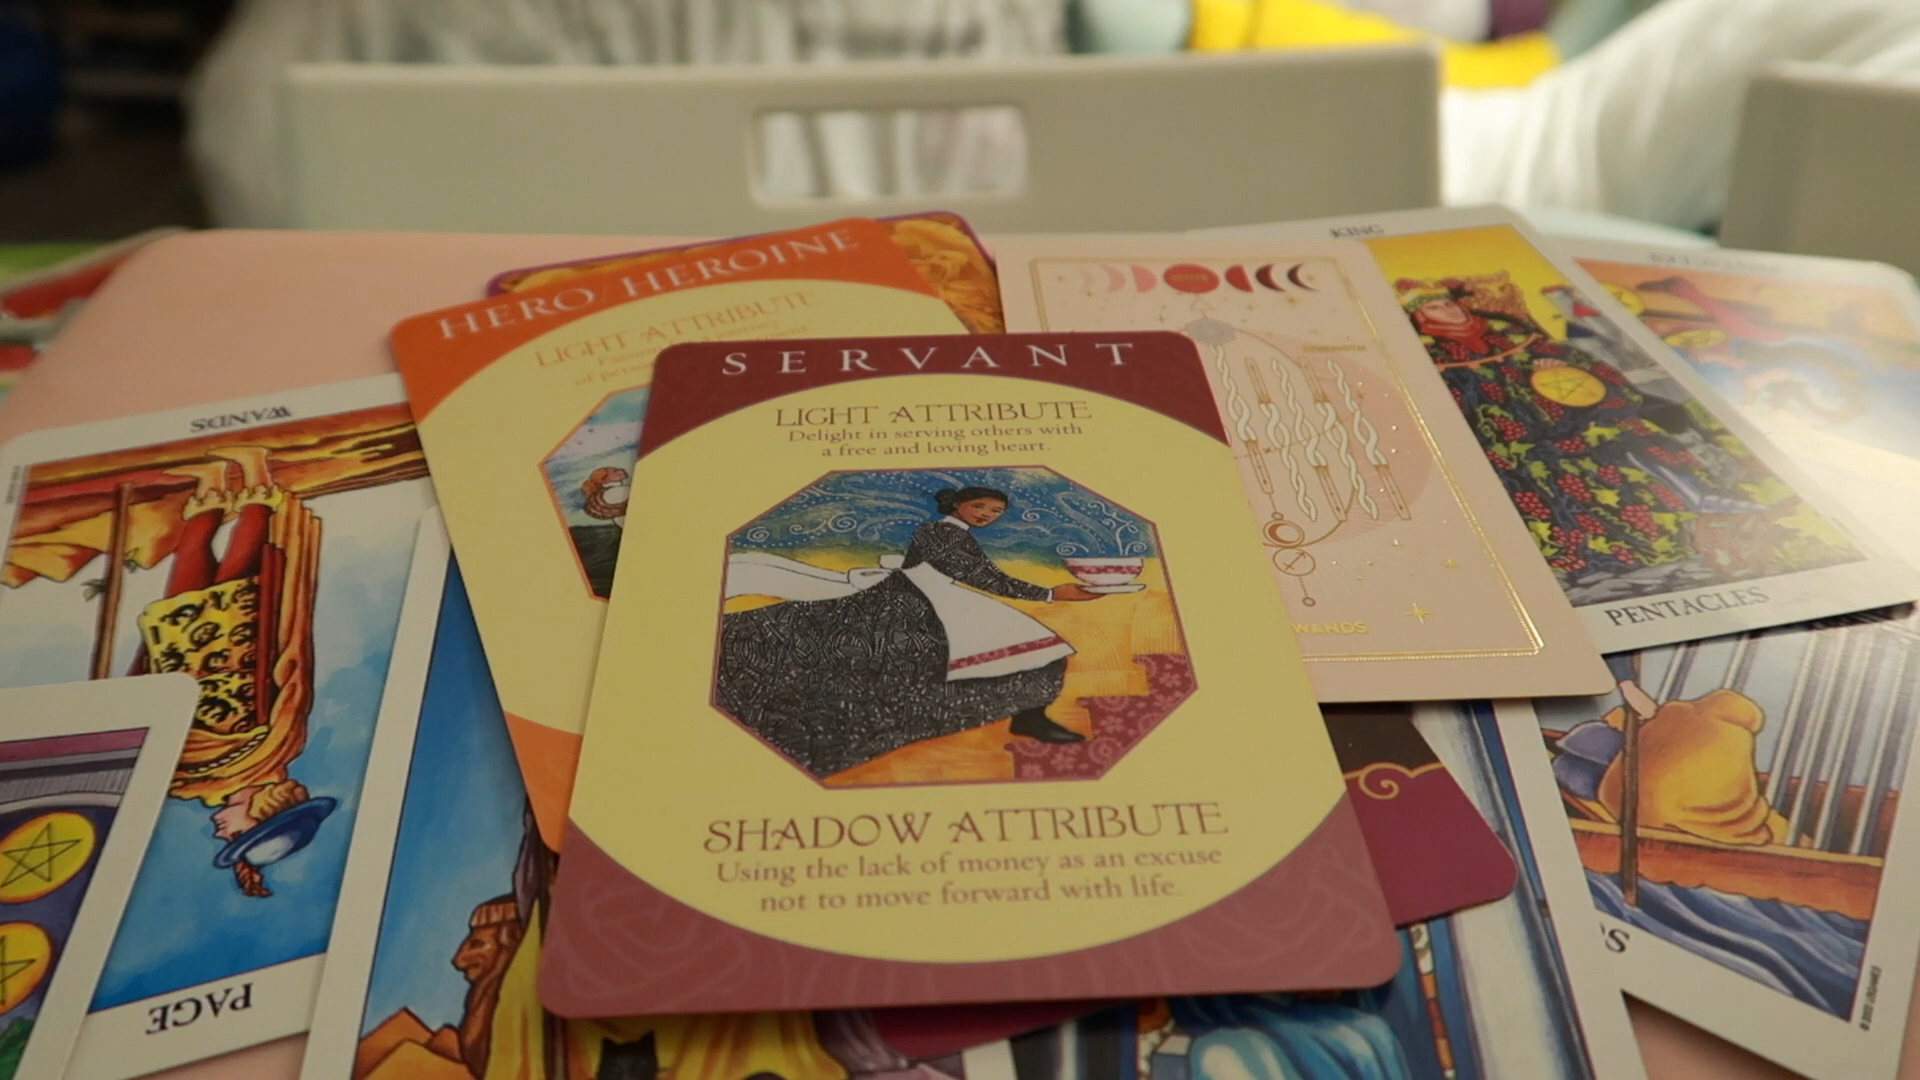 HERO/HEROINE
LIGHT ATTRIBUTE
SERVANT
LIGHT ATTRIBUTE
Delight in serving others with
a free and loving heart.
SHADOW ATTRIBUTE
Using the lack of money as an excuse
not to move forward with life.
KING
PENTACLES
STRENGTH
WANDS
WANDS
PAGE